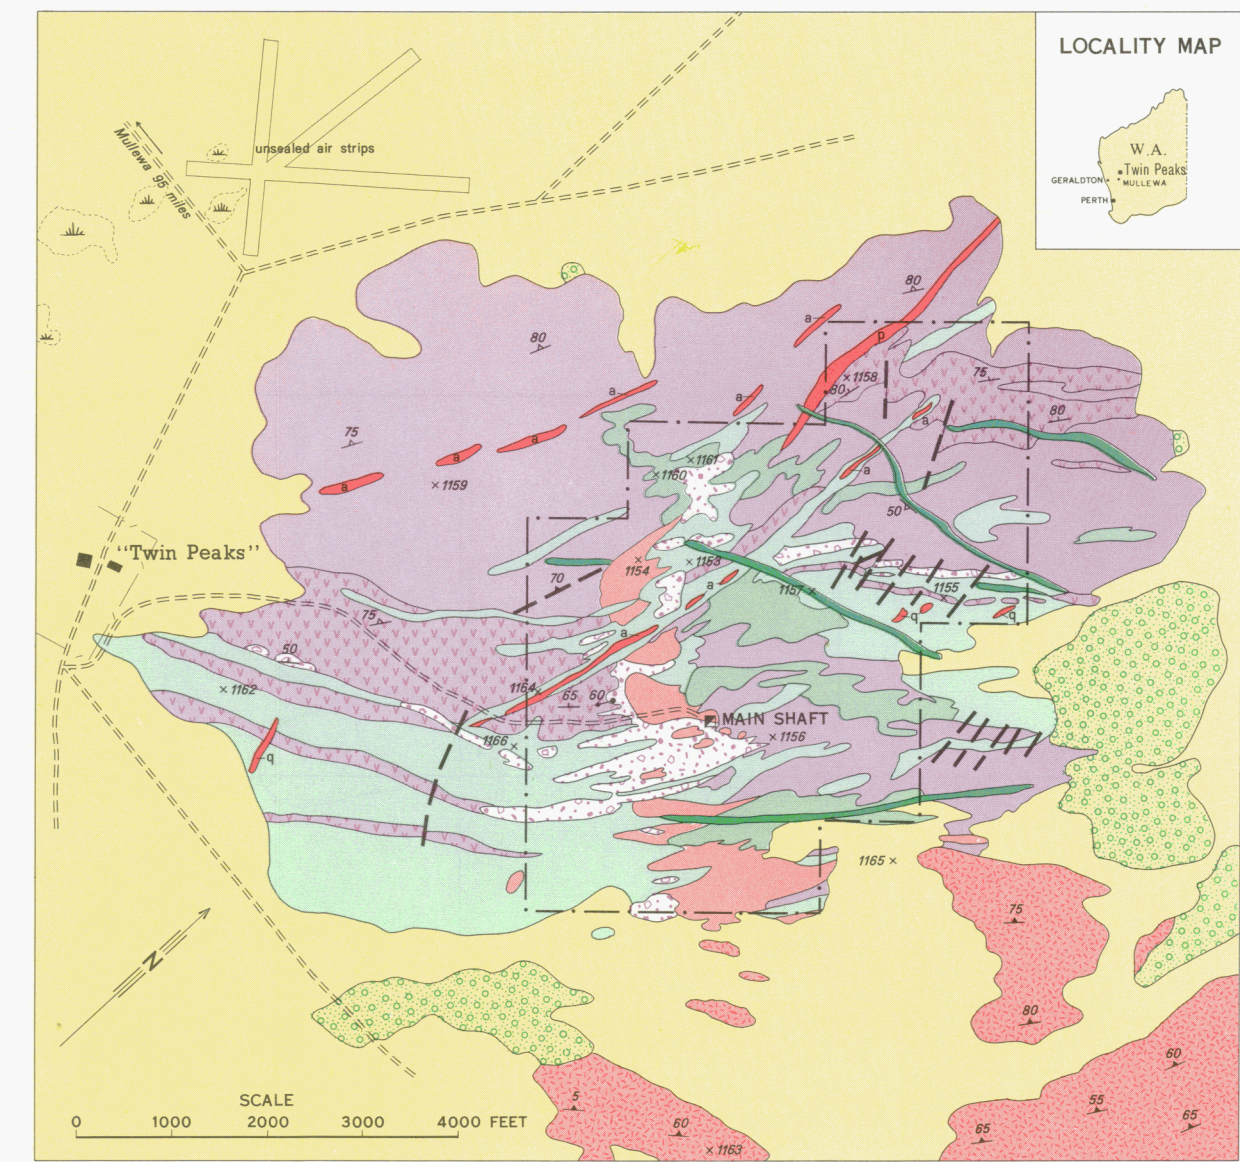 LOCALITY MAP
W.A.
Twin Peaks
GERALDTON
MULLEWA
PERTH
unsealed air strips
Mullewa 95 miles
80
80
a
p
1158
75
80
a
a
80
a
75
a
a
1161
1160
a
a
1159
50
"Twin Peaks"
1153
1154
70
a
1157
1155
q
q
75
a
50
1162
1164
65
60
MAIN SHAFT
1156
1166
q
1165
75
N
80
60
SCALE
0 1000 2000 3000 4000 FEET
5
60
1163
55
65
65